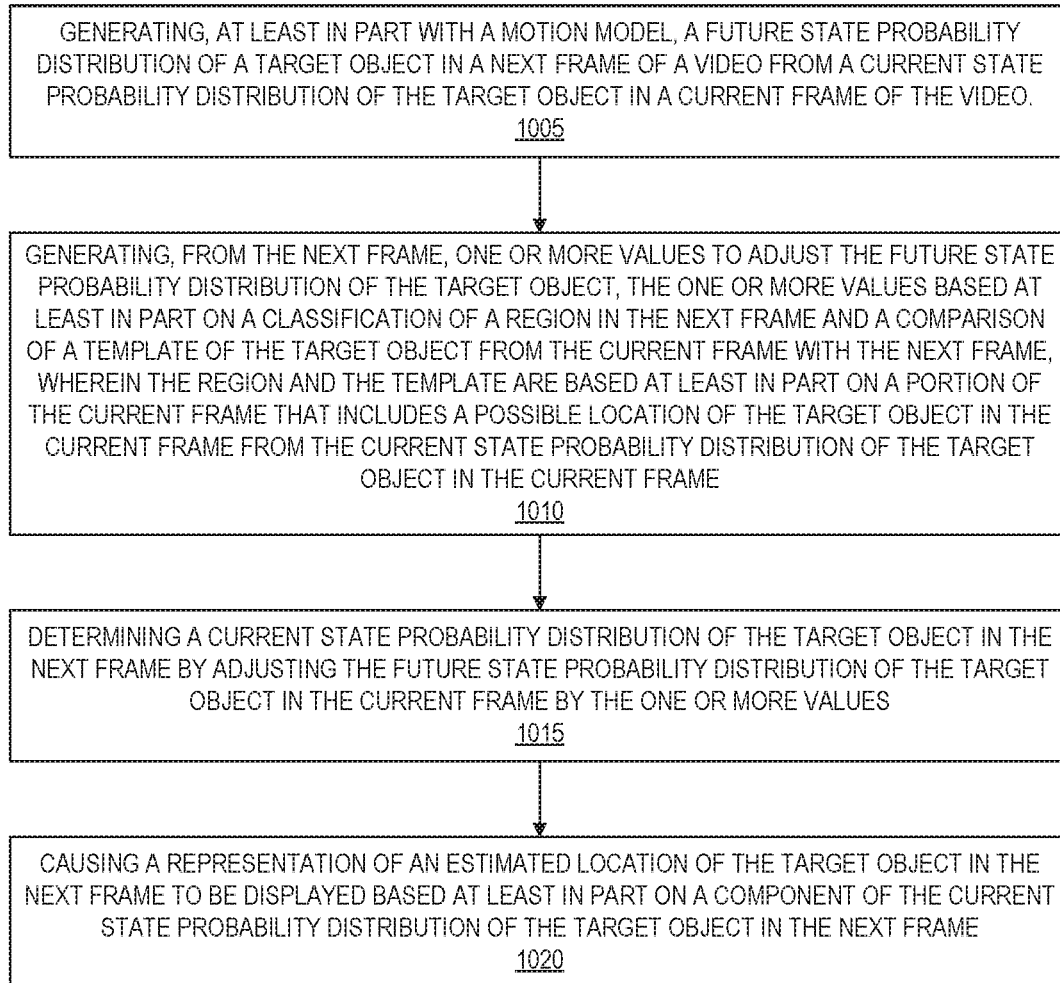 GENERATING, AT LEAST IN PART WITH A MOTION MODEL, A FUTURE STATE PROBABILITY
DISTRIBUTION OF A TARGET OBJECT IN A NEXT FRAME OF A VIDEO FROM A CURRENT STATE
PROBABILITY DISTRIBUTION OF THE TARGET OBJECT IN A CURRENT FRAME OF THE VIDEO.
1005
GENERATING, FROM THE NEXT FRAME, ONE OR MORE VALUES TO ADJUST THE FUTURE STATE
PROBABILITY DISTRIBUTION OF THE TARGET OBJECT, THE ONE OR MORE VALUES BASED AT
LEAST IN PART ON A CLASSIFICATION OF A REGION IN THE NEXT FRAME AND A COMPARISON
OF A TEMPLATE OF THE TARGET OBJECT FROM THE CURRENT FRAME WITH THE NEXT FRAME,
WHEREIN THE REGION AND THE TEMPLATE ARE BASED AT LEAST IN PART ON A PORTION OF
THE CURRENT FRAME THAT INCLUDES A POSSIBLE LOCATION OF THE TARGET OBJECT IN THE
CURRENT FRAME FROM THE CURRENT STATE PROBABILITY DISTRIBUTION OF THE TARGET
OBJECT IN THE CURRENT FRAME
1010
DETERMINING A CURRENT STATE PROBABILITY DISTRIBUTION OF THE TARGET OBJECT IN THE
NEXT FRAME BY ADJUSTING THE FUTURE STATE PROBABILITY DISTRIBUTION OF THE TARGET
OBJECT IN THE CURRENT FRAME BY THE ONE OR MORE VALUES
1015
CAUSING A REPRESENTATION OF AN ESTIMATED LOCATION OF THE TARGET OBJECT IN THE
NEXT FRAME TO BE DISPLAYED BASED AT LEAST IN PART ON A COMPONENT OF THE CURRENT
STATE PROBABILITY DISTRIBUTION OF THE TARGET OBJECT IN THE NEXT FRAME
1020